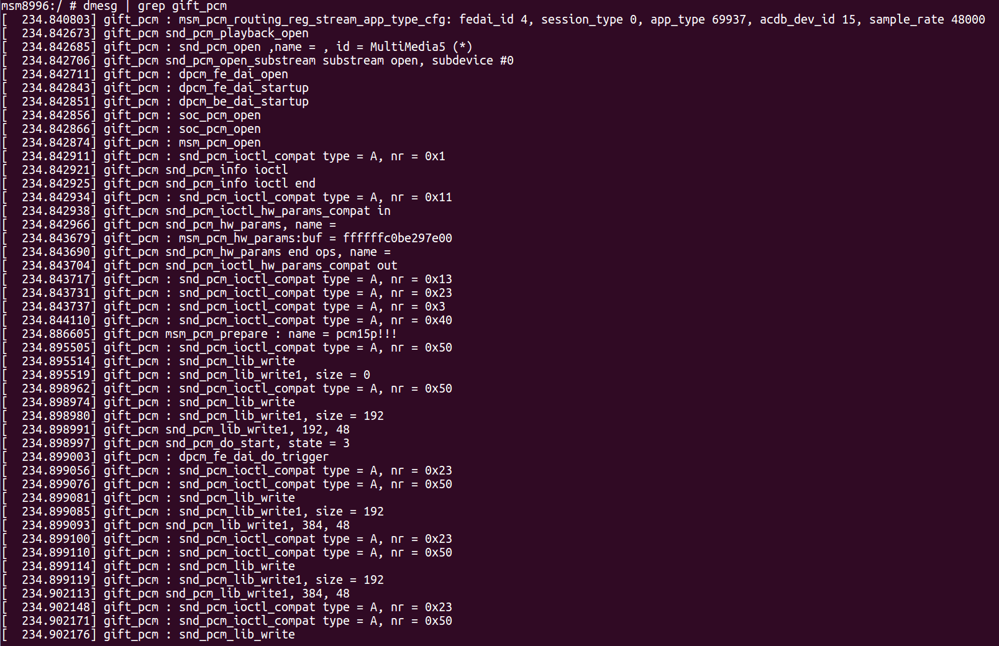 msm8996:/ # dmesg | grep gift_pcm
[  234.840803] gift_pcm : msm_pcm_routing_reg_stream_app_type_cfg: fedai_id 4, session_type 0, app_type 69937, acdb_dev_id 15, sample_rate 48000
[  234.842673] gift_pcm snd_pcm_playback_open
[  234.842685] gift_pcm : snd_pcm_open ,name = , id = MultiMedia5 (*)
[  234.842706] gift_pcm snd_pcm_open_substream substream open, subdevice #0
[  234.842711] gift_pcm : dpcm_fe_dai_open
[  234.842843] gift_pcm : dpcm_fe_dai_startup
[  234.842851] gift_pcm : dpcm_be_dai_startup
[  234.842856] gift_pcm : soc_pcm_open
[  234.842866] gift_pcm : soc_pcm_open
[  234.842874] gift_pcm : msm_pcm_open
[  234.842911] gift_pcm : snd_pcm_ioctl_compat type = A, nr = 0x1
[  234.842921] gift_pcm snd_pcm_info ioctl
[  234.842925] gift_pcm snd_pcm_info ioctl end
[  234.842934] gift_pcm : snd_pcm_ioctl_compat type = A, nr = 0x11
[  234.842938] gift_pcm snd_pcm_ioctl_hw_params_compat in
[  234.842966] gift_pcm snd_pcm_hw_params, name =
[  234.843679] gift_pcm : msm_pcm_hw_params:buf = ffffffc0be297e00
[  234.843690] gift_pcm snd_pcm_hw_params end ops, name =
[  234.843704] gift_pcm snd_pcm_ioctl_hw_params_compat out
[  234.843717] gift_pcm : snd_pcm_ioctl_compat type = A, nr = 0x13
[  234.843731] gift_pcm : snd_pcm_ioctl_compat type = A, nr = 0x23
[  234.843737] gift_pcm : snd_pcm_ioctl_compat type = A, nr = 0x3
[  234.844110] gift_pcm : snd_pcm_ioctl_compat type = A, nr = 0x40
[  234.886605] gift_pcm msm_pcm_prepare : name = pcm15p!!!
[  234.895505] gift_pcm : snd_pcm_ioctl_compat type = A, nr = 0x50
[  234.895514] gift_pcm : snd_pcm_lib_write
[  234.895519] gift_pcm : snd_pcm_lib_write1, size = 0
[  234.898962] gift_pcm : snd_pcm_ioctl_compat type = A, nr = 0x50
[  234.898974] gift_pcm : snd_pcm_lib_write
[  234.898980] gift_pcm : snd_pcm_lib_write1, size = 192
[  234.898991] gift_pcm snd_pcm_lib_write1, 192, 48
[  234.898997] gift_pcm snd_pcm_do_start, state = 3
[  234.899003] gift_pcm : dpcm_fe_dai_do_trigger
[  234.899056] gift_pcm : snd_pcm_ioctl_compat type = A, nr = 0x23
[  234.899076] gift_pcm : snd_pcm_ioctl_compat type = A, nr = 0x50
[  234.899081] gift_pcm : snd_pcm_lib_write
[  234.899085] gift_pcm : snd_pcm_lib_write1, size = 192
[  234.899093] gift_pcm snd_pcm_lib_write1, 384, 48
[  234.899100] gift_pcm : snd_pcm_ioctl_compat type = A, nr = 0x23
[  234.899110] gift_pcm : snd_pcm_ioctl_compat type = A, nr = 0x50
[  234.899114] gift_pcm : snd_pcm_lib_write
[  234.899119] gift_pcm : snd_pcm_lib_write1, size = 192
[  234.902113] gift_pcm snd_pcm_lib_write1, 384, 48
[  234.902148] gift_pcm : snd_pcm_ioctl_compat type = A, nr = 0x23
[  234.902171] gift_pcm : snd_pcm_ioctl_compat type = A, nr = 0x50
[  234.902176] gift_pcm : snd_pcm_lib_write